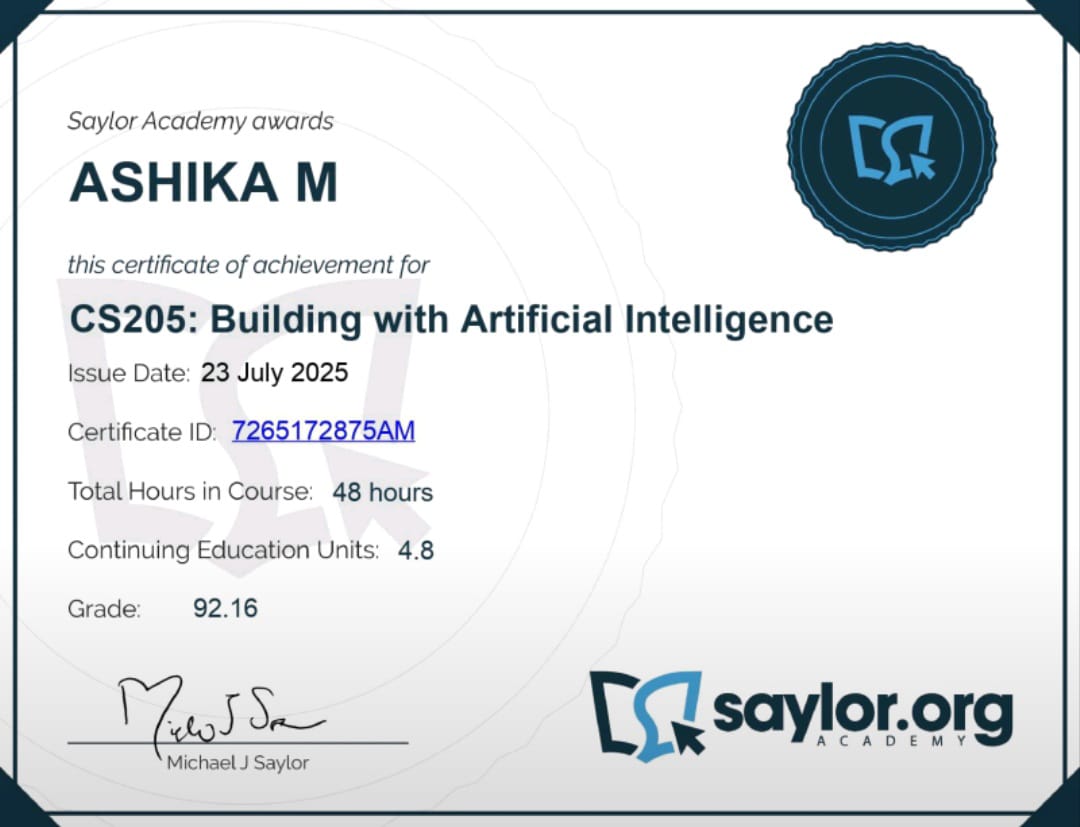 Saylor Academy awards
ASHIKA M
this certificate of achievement for
CS205: Building with Artificial Intelligence
Issue Date: 23 July 2025
Certificate ID: 7265172875AM
Total Hours in Course: 48 hours
Continuing Education Units: 4.8
Grade: 92.16
Michael J Saylor
saylor.org
ACADEMY